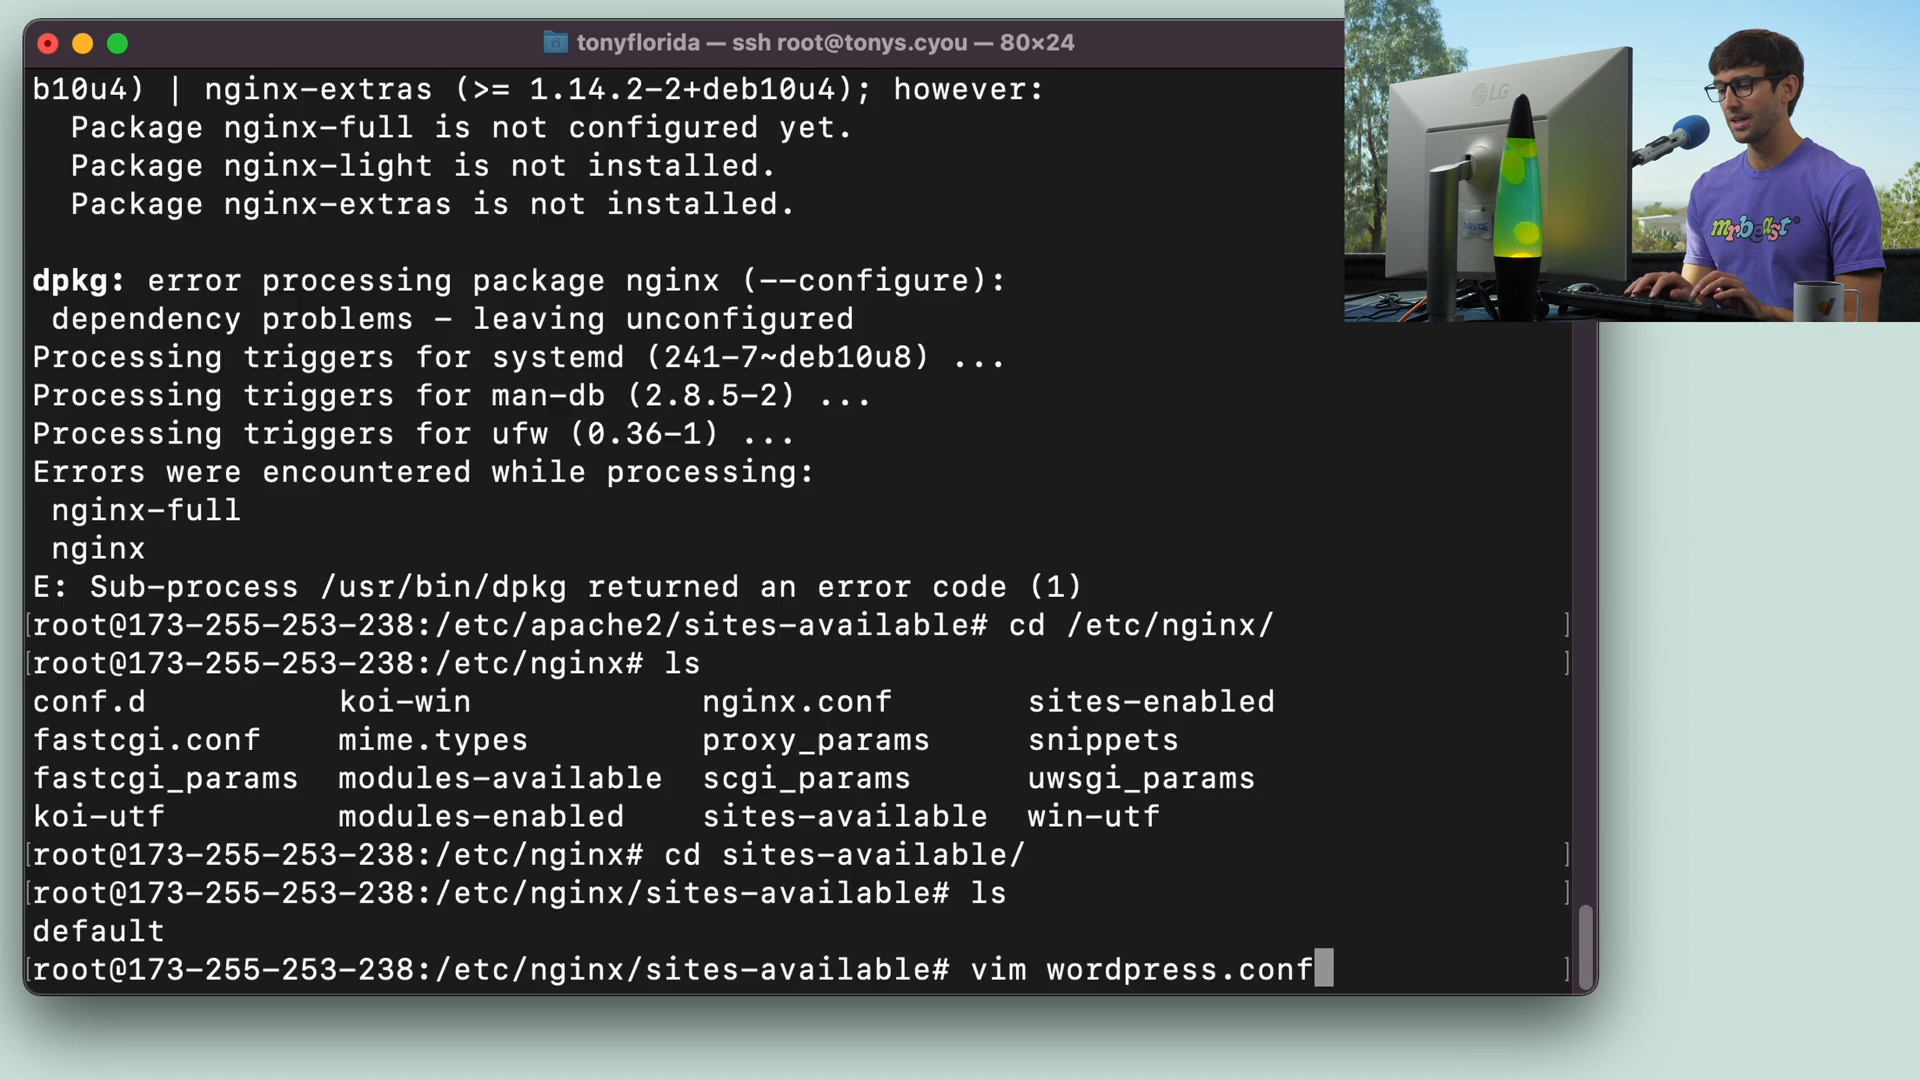 tonyflorida — ssh root@tonys.cyou — 80×24
b10u4) | nginx-extras (>= 1.14.2-2+deb10u4); however:
Package nginx-full is not configured yet.
Package nginx-light is not installed.
Package nginx-extras is not installed.
dpkg: error processing package nginx (--configure):
dependency problems - leaving unconfigured
Processing triggers for systemd (241-7~deb10u8) ...
Processing triggers for man-db (2.8.5-2) ...
Processing triggers for ufw (0.36-1) ...
Errors were encountered while processing:
nginx-full
nginx
E: Sub-process /usr/bin/dpkg returned an error code (1)
[root@173-255-253-238:/etc/apache2/sites-available# cd /etc/nginx/ ]
[root@173-255-253-238:/etc/nginx# ls ]
conf.d koi-win nginx.conf sites-enabled
fastcgi.conf mime.types proxy_params snippets
fastcgi_params modules-available scgi_params uwsgi_params
koi-utf modules-enabled sites-available win-utf
[root@173-255-253-238:/etc/nginx# cd sites-available/ ]
[root@173-255-253-238:/etc/nginx/sites-available# ls ]
default
[root@173-255-253-238:/etc/nginx/sites-available# vim wordpress.conf ]
LG
mrbeast